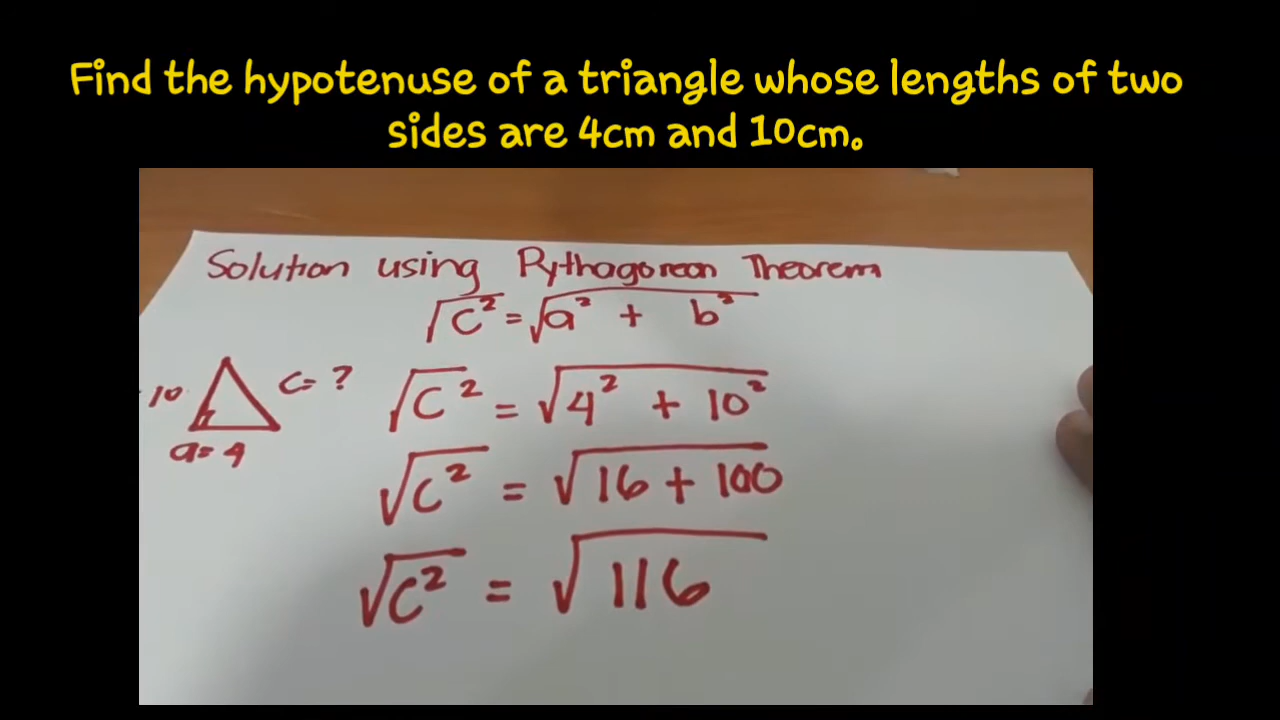 Find the hypotenuse of a triangle whose lengths of two
sides are 4cm and 10cm.
Solution using Pythagorean Theorem
√C² = √a² + b²
10 C= ?
a= 4
√C² = √4² + 10²
√C² = √16 + 100
√C² = √116